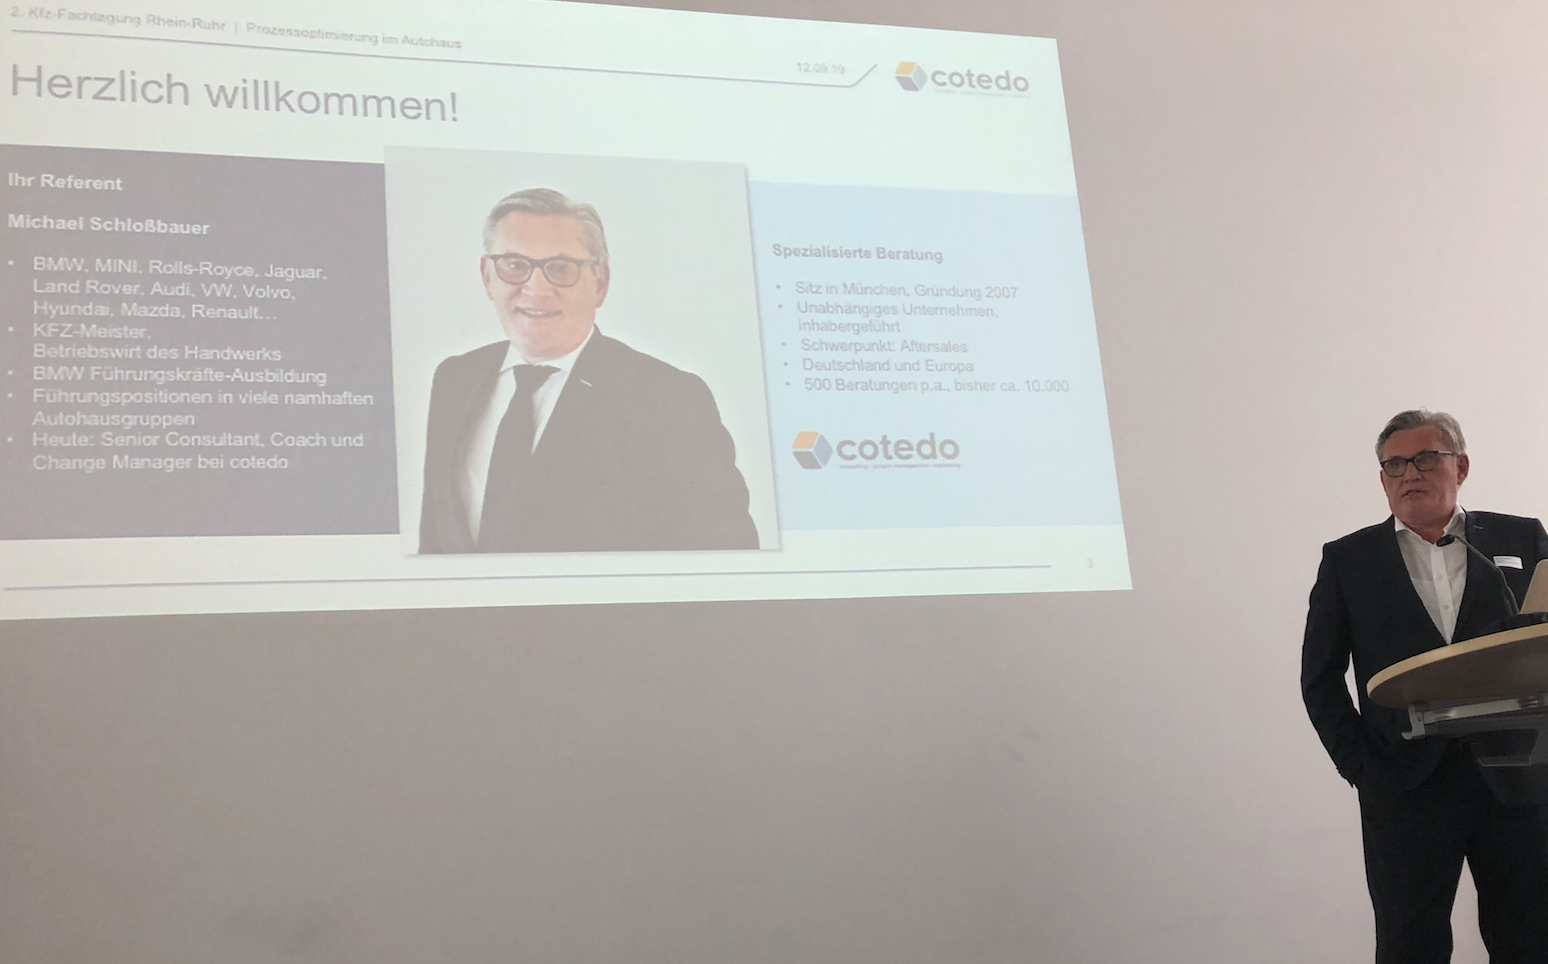 2. Kfz-Fachtagung Rhein-Ruhr | Prozessoptimierung im Autohaus
12.09.19
cotedo
Herzlich willkommen!
Ihr Referent
Michael Schloßbauer
• BMW, MINI, Rolls-Royce, Jaguar,
Land Rover, Audi, VW, Volvo,
Hyundai, Mazda, Renault...
• KFZ-Meister,
Betriebswirt des Handwerks
• BMW Führungskräfte-Ausbildung
• Führungspositionen in viele namhaften
Autohausgruppen
• Heute: Senior Consultant, Coach und
Change Manager bei cotedo
Spezialisierte Beratung
• Sitz in München, Gründung 2007
• Unabhängiges Unternehmen,
inhabergeführt
• Schwerpunkt: Aftersales
• Deutschland und Europa
• 500 Beratungen p.a., bisher ca. 10.000
cotedo
consulting · project management · marketing
3